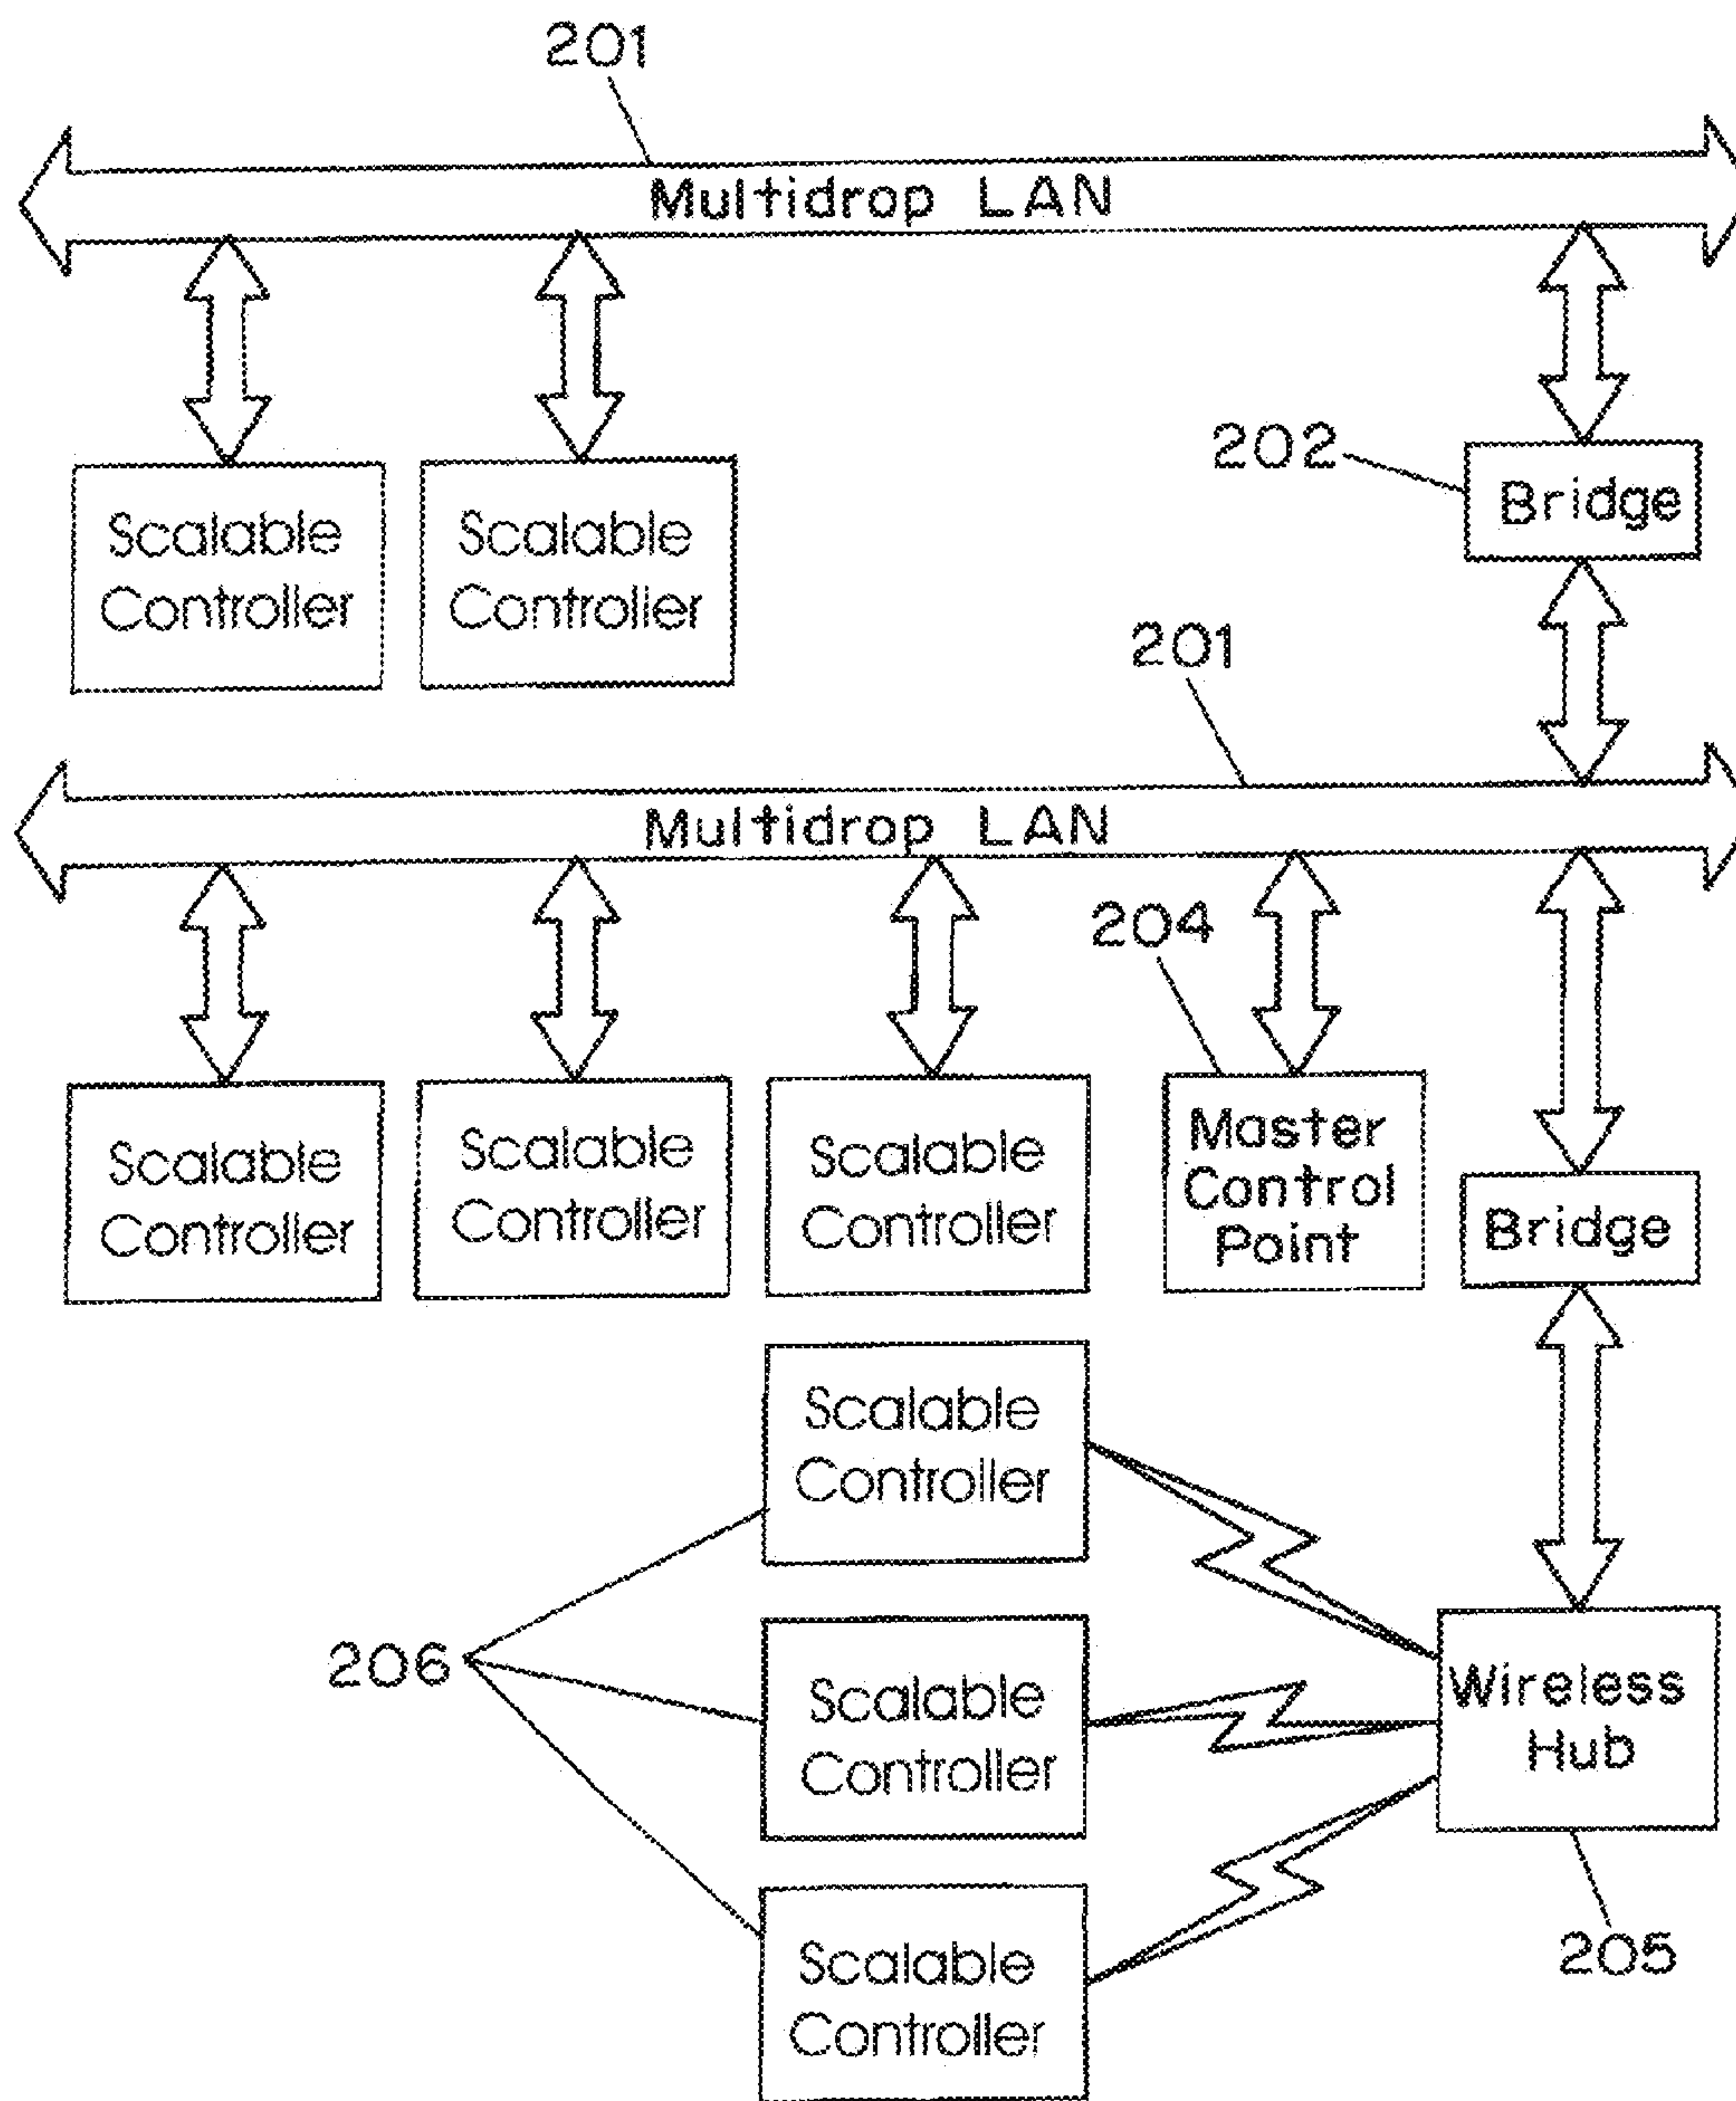 201
Multidrop LAN
202
Bridge
Scalable
Controller
Scalable
Controller
201
Multidrop LAN
204
Scalable
Controller
Scalable
Controller
Scalable
Controller
Master
Control
Point
Bridge
Scalable
Controller
206
Scalable
Controller
Wireless
Hub
Scalable
Controller
205